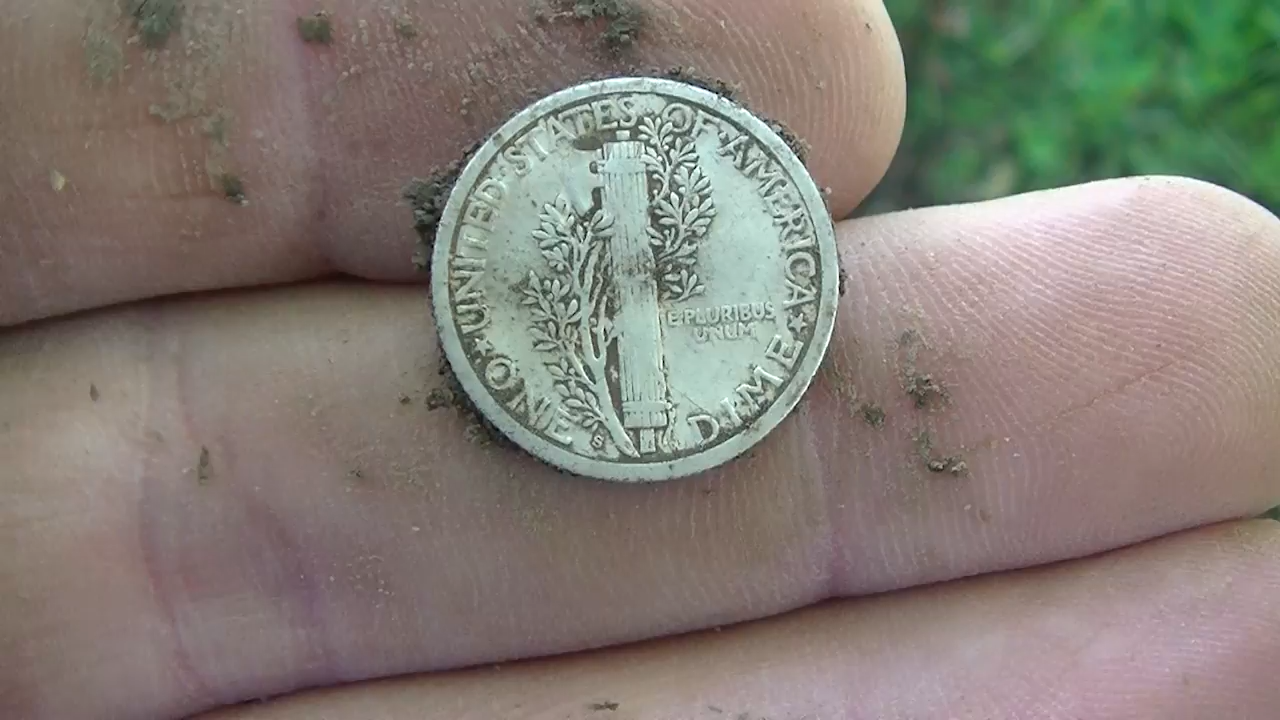 UNITED·STATES OF·AMERICA
E·PLURIBUS
UNUM
ONE DIME
S